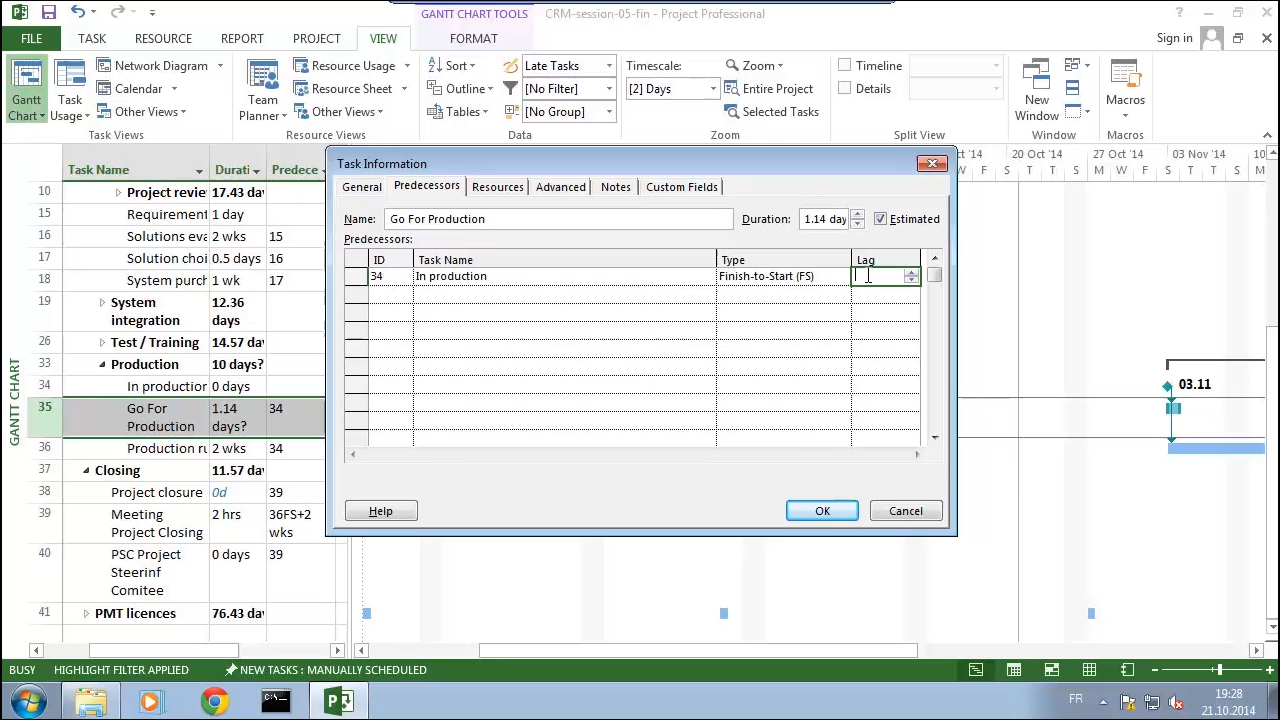 GANTT CHART TOOLS
CRM-session-05-fin - Project Professional
?
FILE TASK RESOURCE REPORT PROJECT VIEW FORMAT
Sign in
Gantt Chart
Task Usage
Network Diagram
Calendar
Other Views
Task Views
Team Planner
Resource Usage
Resource Sheet
Other Views
Resource Views
Sort
Outline
Tables
Late Tasks
[No Filter]
[No Group]
Data
Timescale:
[2] Days
Zoom
Entire Project
Selected Tasks
Zoom
Timeline
Details
Split View
New Window
Window
Macros
Macros
Task Name Durati Predece
10 Project revie 17.43 da
15 Requirement 1 day
16 Solutions eva 2 wks 15
17 Solution choi 0.5 days 16
18 System purch 1 wk 17
19 System integration 12.36 days
26 Test / Training 14.57 da
33 Production 10 days?
34 In production 0 days
35 Go For Production 1.14 days? 34
36 Production ru 2 wks 34
37 Closing 11.57 da
38 Project closure 0d 39
39 Meeting Project Closing 2 hrs 36FS+2 wks
40 PSC Project Steerinf Comitee 0 days 39
41 PMT licences 76.43 da
GANTT CHART
Task Information
General Predecessors Resources Advanced Notes Custom Fields
Name: Go For Production Duration: 1.14 day Estimated
Predecessors:
ID Task Name Type Lag
34 In production Finish-to-Start (FS)
Help OK Cancel
ct '14 20 Oct '14 27 Oct '14 03 Nov '14 10
W F S M W F S T T S M W F S T T S M
03.11
BUSY HIGHLIGHT FILTER APPLIED NEW TASKS : MANUALLY SCHEDULED
FR
19:28
21.10.2014